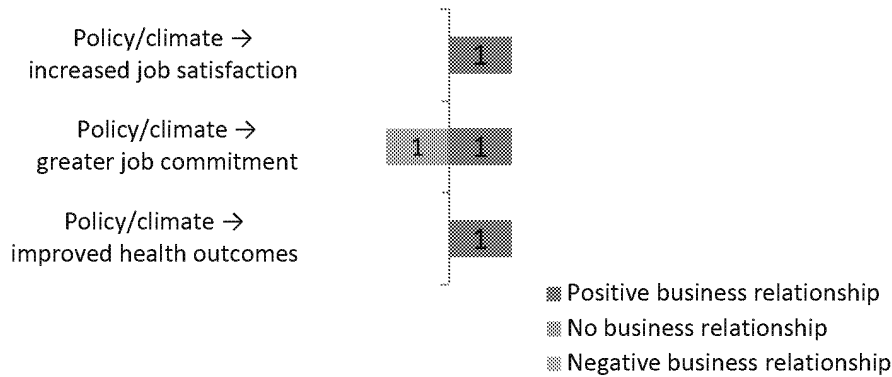 Policy/climate →
increased job satisfaction
1
Policy/climate →
greater job commitment
1 1
Policy/climate →
improved health outcomes
1
Positive business relationship
No business relationship
Negative business relationship